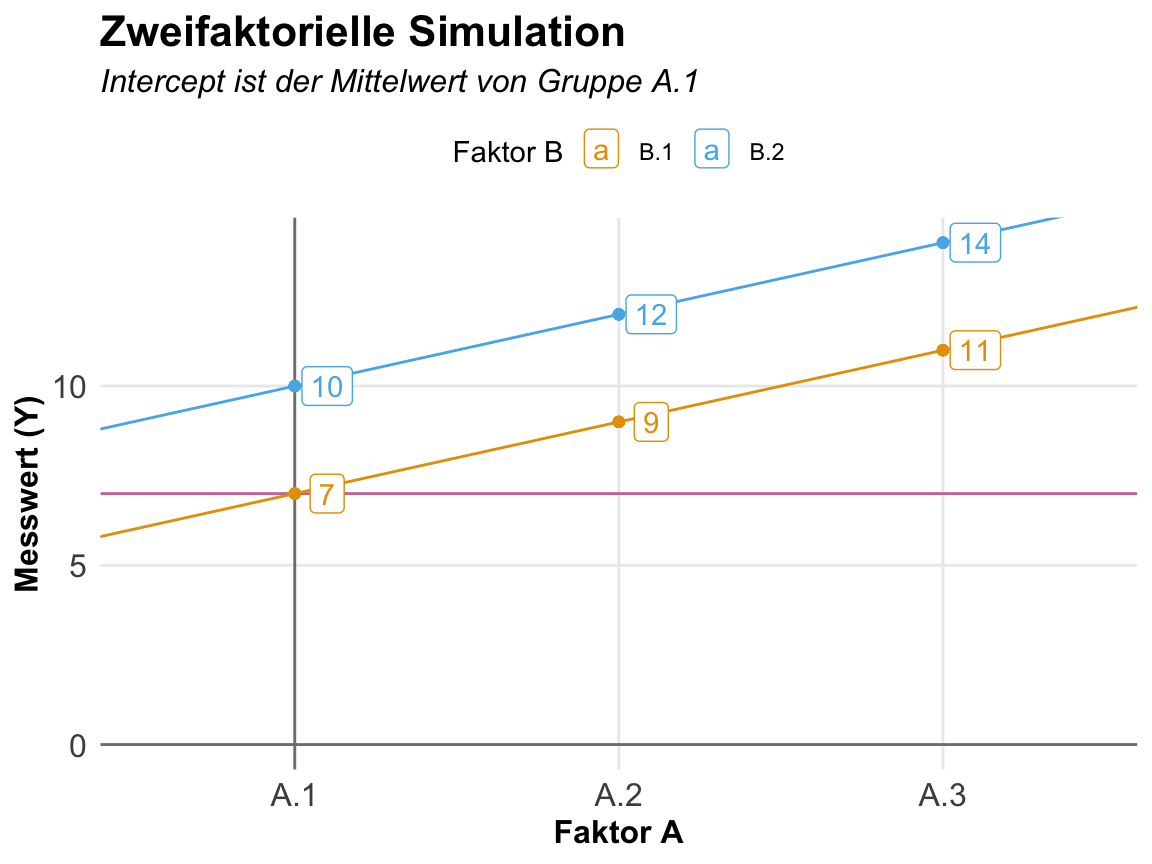 Zweifaktorielle Simulation
Intercept ist der Mittelwert von Gruppe A.1
Faktor B a B.1 a B.2
14
12
11
10 10
9
7
5
0
A.1 A.2 A.3
Faktor A
Messwert (Y)